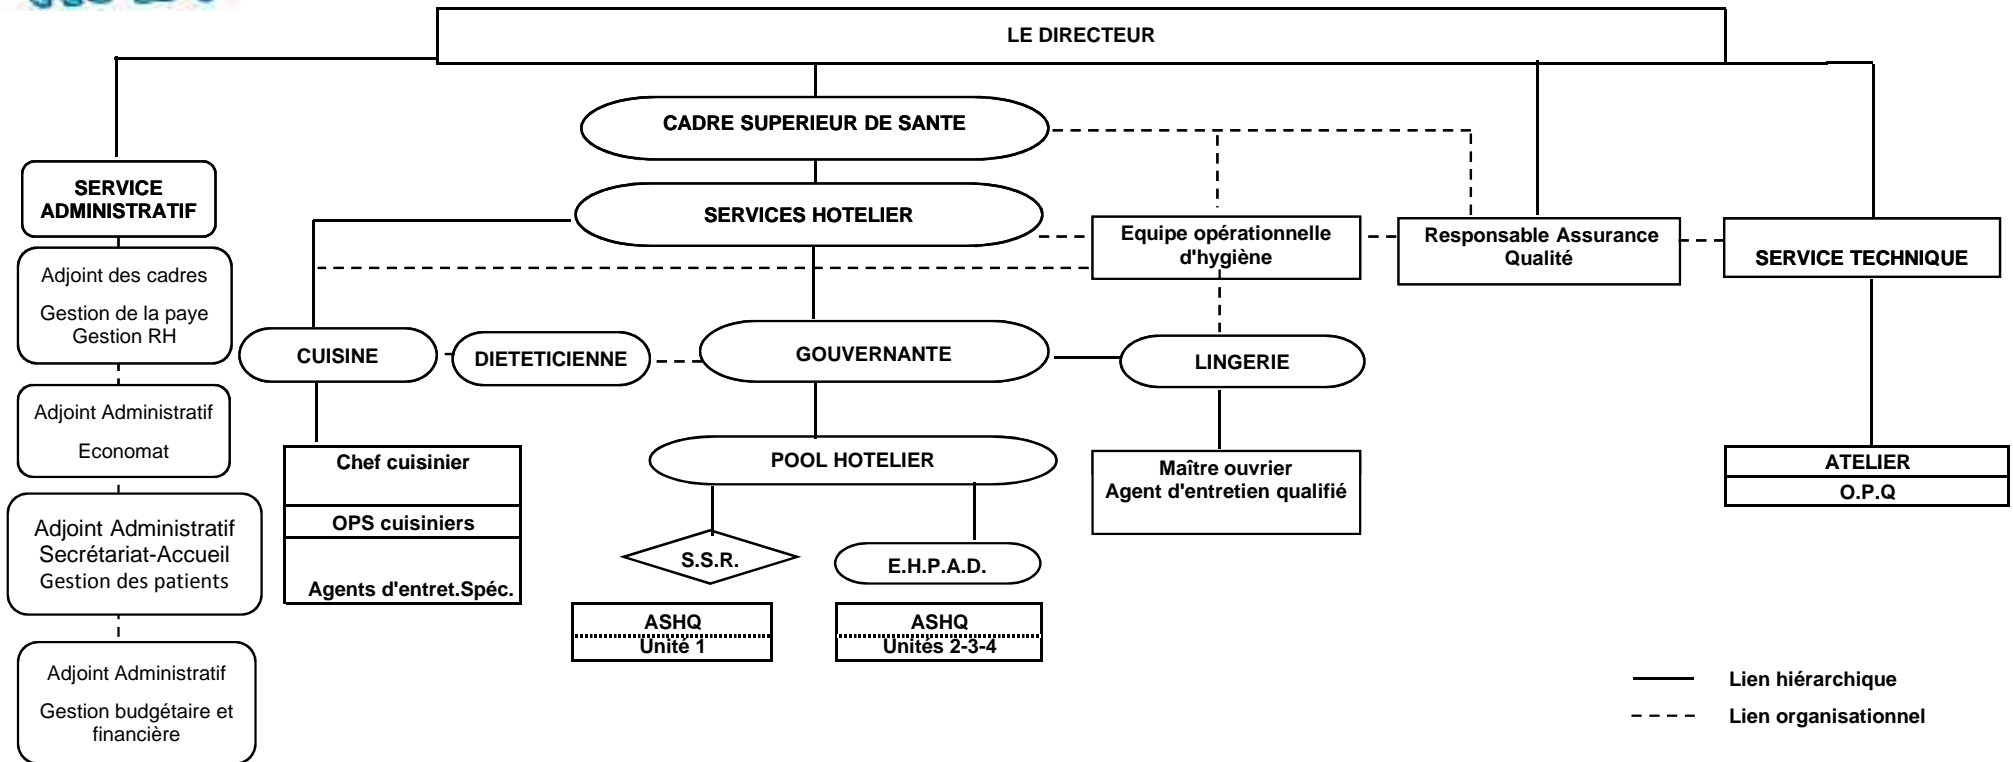 LE DIRECTEUR
CADRE SUPERIEUR DE SANTE
SERVICE
ADMINISTRATIF
SERVICES HOTELIER
Equipe opérationnelle
d'hygiène
Responsable Assurance
Qualité
SERVICE TECHNIQUE
Adjoint des cadres
Gestion de la paye
Gestion RH
CUISINE
DIETETICIENNE
GOUVERNANTE
LINGERIE
Adjoint Administratif
Economat
Chef cuisinier
OPS cuisiniers
Agents d'entret.Spéc.
POOL HOTELIER
Maître ouvrier
Agent d'entretien qualifié
ATELIER
O.P.Q
Adjoint Administratif
Secrétariat-Accueil
Gestion des patients
S.S.R.
E.H.P.A.D.
ASHQ
Unité 1
ASHQ
Unités 2-3-4
Adjoint Administratif
Gestion budgétaire et
financière
Lien hiérarchique
Lien organisationnel